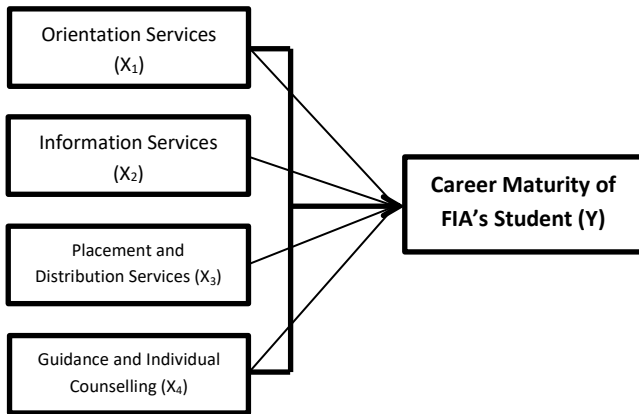 Orientation Services
(X₁)
Information Services
(X₂)
Placement and
Distribution Services (X₃)
Guidance and Individual
Counselling (X₄)
Career Maturity of
FIA’s Student (Y)